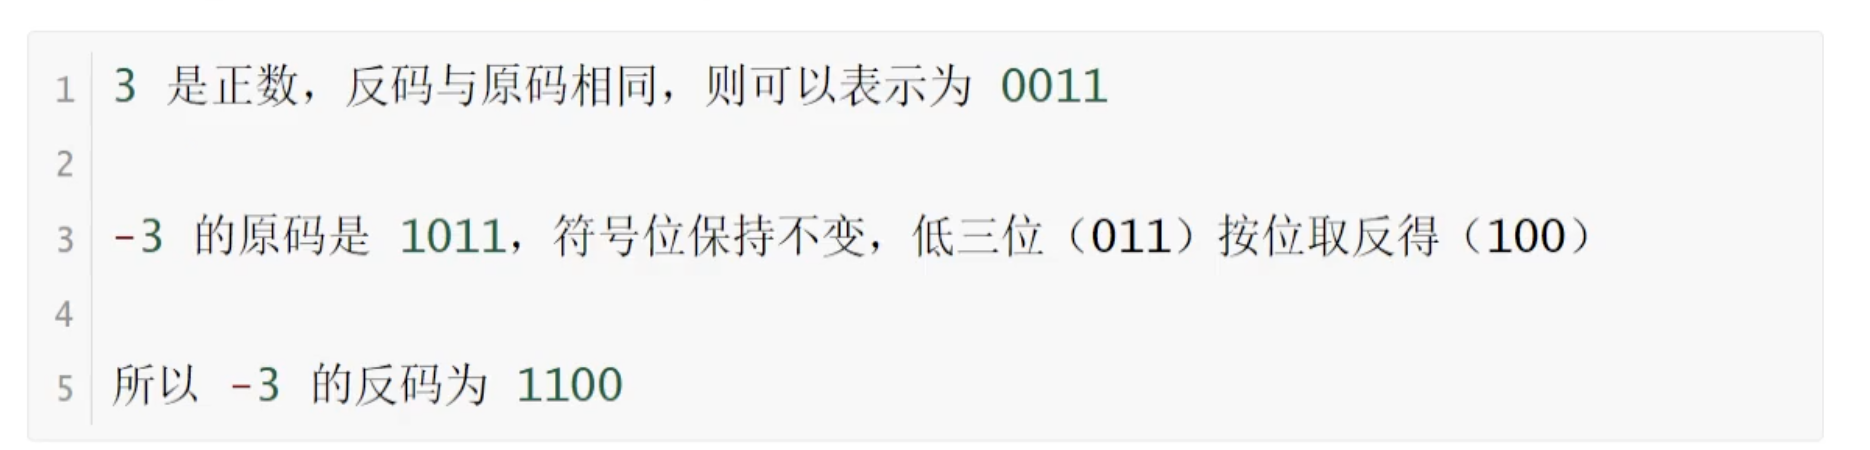 1 3 是正数，反码与原码相同，则可以表示为 0011
2
3 -3 的原码是 1011，符号位保持不变，低三位（011）按位取反得（100）
4
5 所以 -3 的反码为 1100